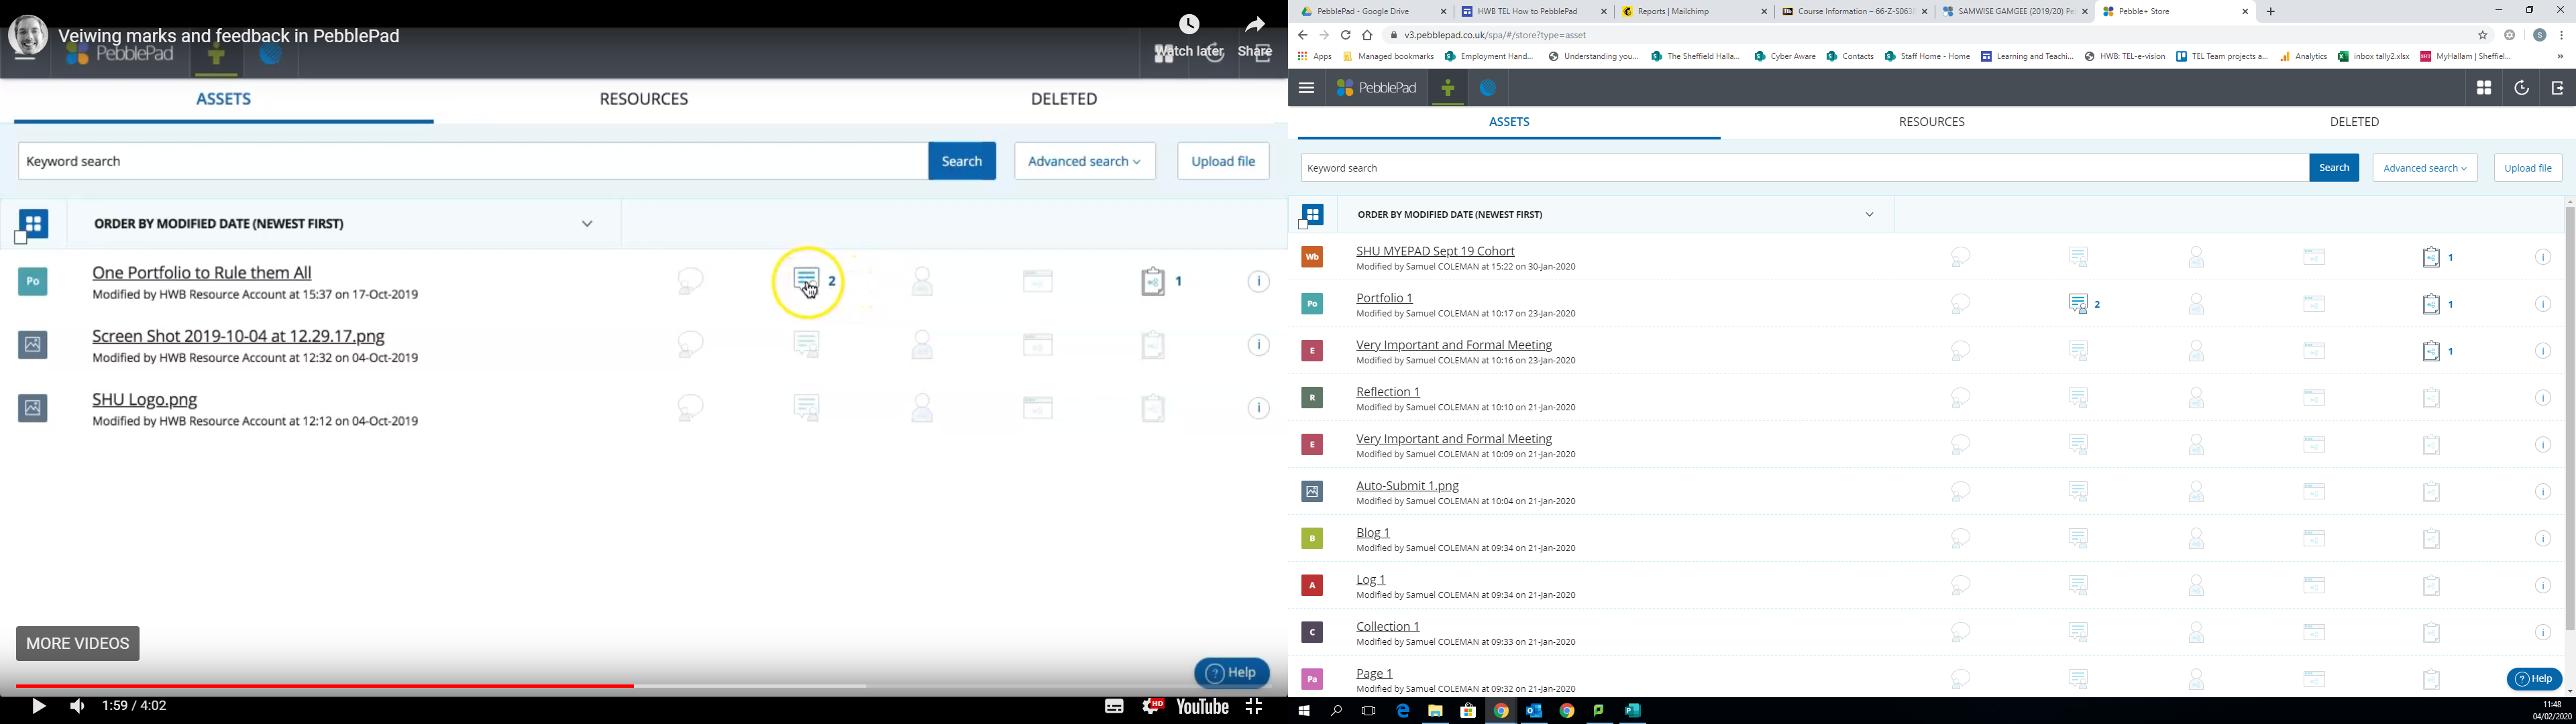 Veiwing marks and feedback in PebblePad
Watch later
Share
PebblePad
ASSETS
RESOURCES
DELETED
Keyword search
Search
Advanced search
Upload file
ORDER BY MODIFIED DATE (NEWEST FIRST)
Po
One Portfolio to Rule them All
2
1
i
Modified by HWB Resource Account at 15:37 on 17-Oct-2019
Screen Shot 2019-10-04 at 12.29.17.png
i
Modified by HWB Resource Account at 12:32 on 04-Oct-2019
SHU Logo.png
i
Modified by HWB Resource Account at 12:12 on 04-Oct-2019
MORE VIDEOS
? Help
1:59 / 4:02
HD
YouTube
PebblePad - Google Drive
HWB TEL How to PebblePad
Reports | Mailchimp
Course Information – 66-Z-S063
SAMWISE GAMGEE (2019/20) Pe
Pebble+ Store
v3.pebblepad.co.uk/spa/#/store?type=asset
S
Apps
Managed bookmarks
Employment Hand...
Understanding you...
The Sheffield Halla...
Cyber Aware
Contacts
Staff Home - Home
Learning and Teachi...
HWB: TEL-e-vision
TEL Team projects a...
Analytics
inbox tally2.xlsx
MyHallam | Sheffiel...
»
PebblePad
ASSETS
RESOURCES
DELETED
Keyword search
Search
Advanced search
Upload file
ORDER BY MODIFIED DATE (NEWEST FIRST)
Wb
SHU MYEPAD Sept 19 Cohort
1
i
Modified by Samuel COLEMAN at 15:22 on 30-Jan-2020
Po
Portfolio 1
2
1
i
Modified by Samuel COLEMAN at 10:17 on 23-Jan-2020
E
Very Important and Formal Meeting
1
i
Modified by Samuel COLEMAN at 10:16 on 23-Jan-2020
R
Reflection 1
i
Modified by Samuel COLEMAN at 10:10 on 21-Jan-2020
E
Very Important and Formal Meeting
i
Modified by Samuel COLEMAN at 10:09 on 21-Jan-2020
Auto-Submit 1.png
i
Modified by Samuel COLEMAN at 10:04 on 21-Jan-2020
B
Blog 1
i
Modified by Samuel COLEMAN at 09:34 on 21-Jan-2020
A
Log 1
i
Modified by Samuel COLEMAN at 09:34 on 21-Jan-2020
C
Collection 1
i
Modified by Samuel COLEMAN at 09:33 on 21-Jan-2020
Pa
Page 1
i
Modified by Samuel COLEMAN at 09:32 on 21-Jan-2020
? Help
11:48
04/02/2020